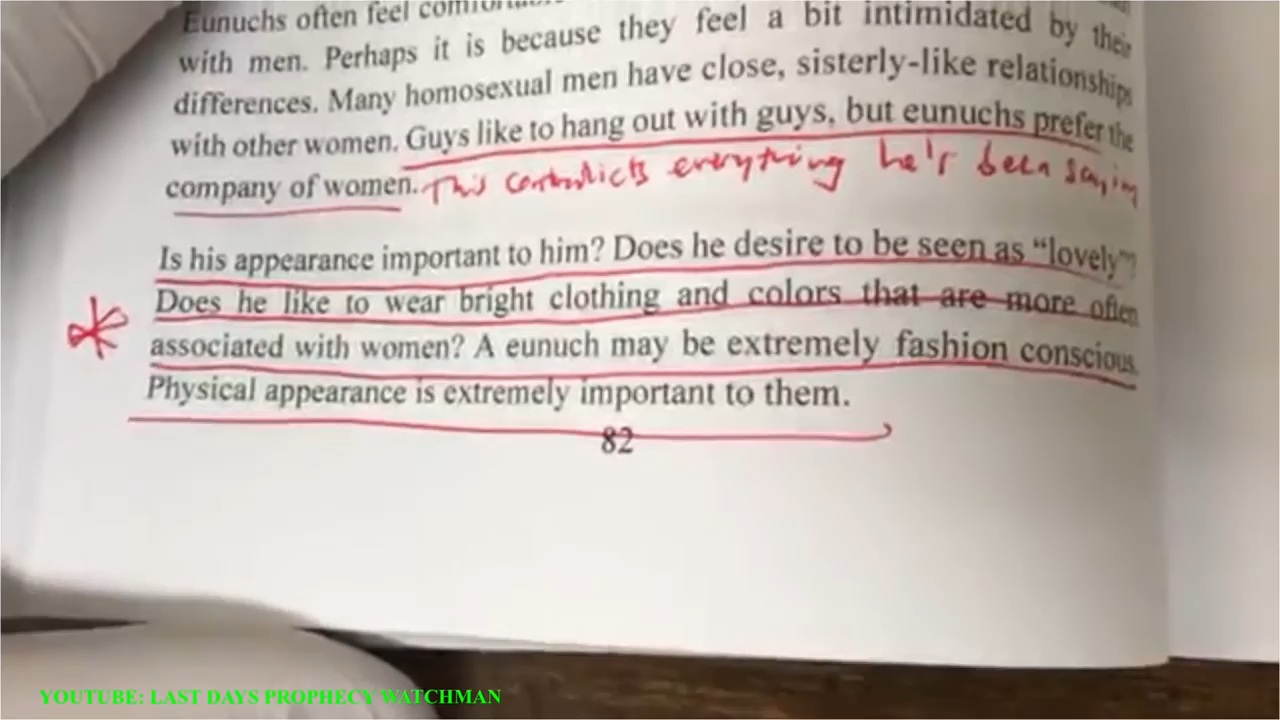 Eunuchs often feel
with men. Perhaps it is because they feel a bit intimidated by their
differences. Many homosexual men have close, sisterly-like relationships
with other women. Guys like to hang out with guys, but eunuchs prefer the
company of women. This contradicts everything he's been saying
Is his appearance important to him? Does he desire to be seen as “lovely”?
Does he like to wear bright clothing and colors that are more often
associated with women? A eunuch may be extremely fashion conscious.
Physical appearance is extremely important to them.
82
YOUTUBE: LAST DAYS PROPHECY WATCHMAN